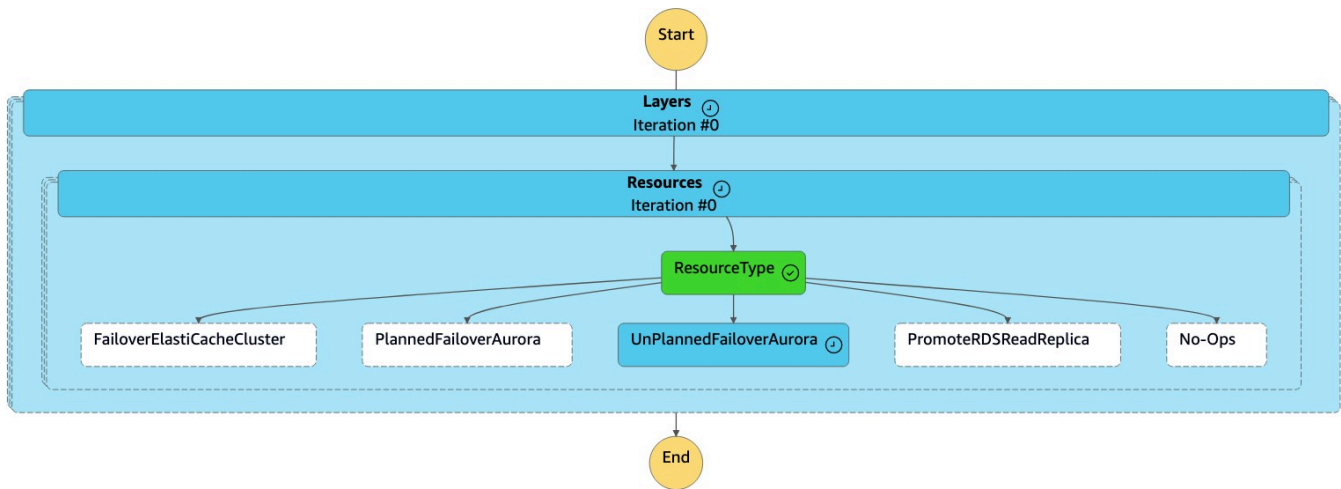 Start
Layers
Iteration #0
Resources
Iteration #0
ResourceType
FailoverElastiCacheCluster
PlannedFailoverAurora
UnPlannedFailoverAurora
PromoteRDSReadReplica
No-Ops
End